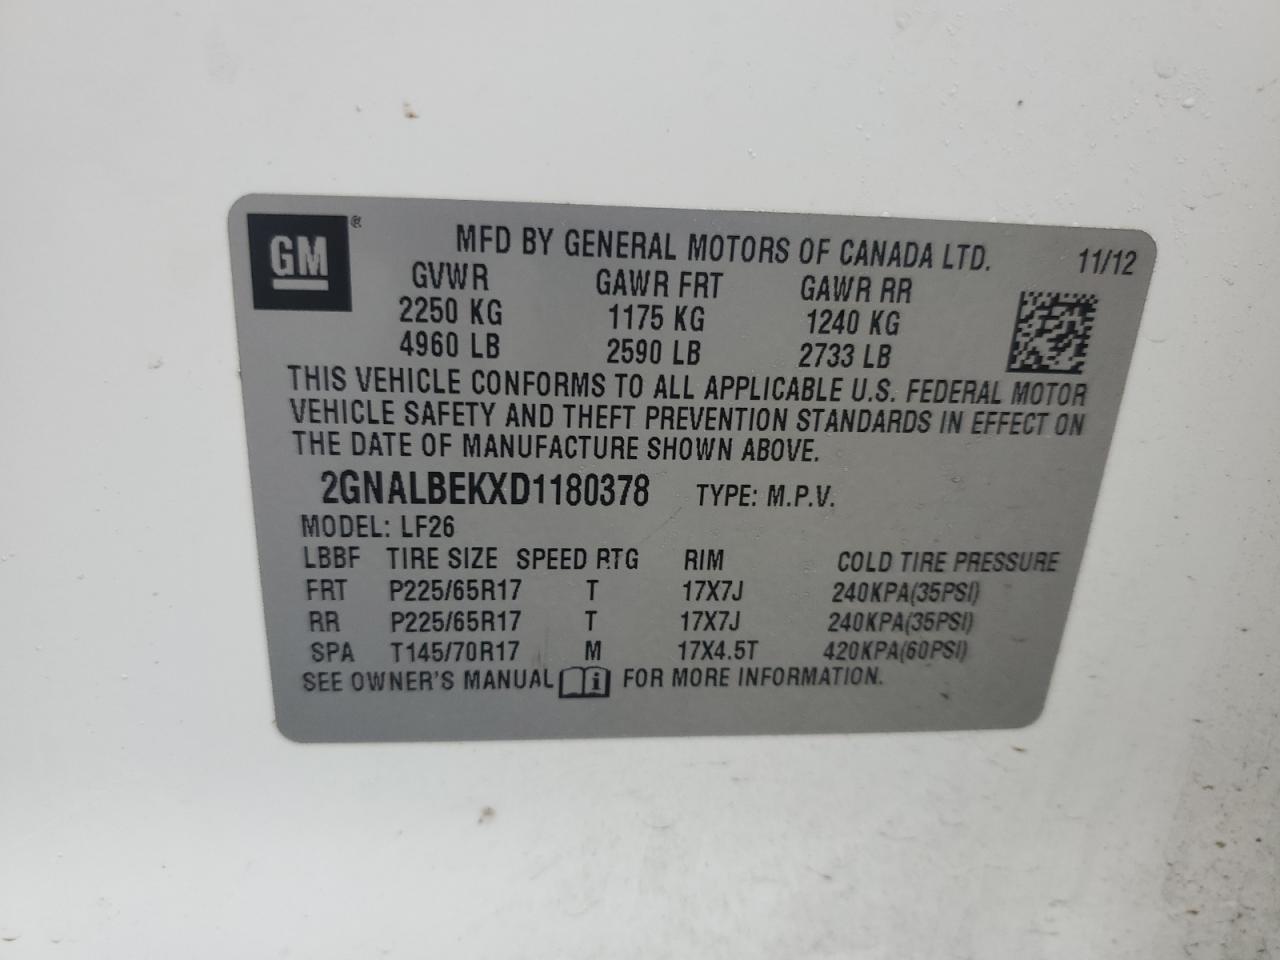 GM ®
MFD BY GENERAL MOTORS OF CANADA LTD. 11/12
GVWR GAWR FRT GAWR RR
2250 KG 1175 KG 1240 KG
4960 LB 2590 LB 2733 LB
THIS VEHICLE CONFORMS TO ALL APPLICABLE U.S. FEDERAL MOTOR
VEHICLE SAFETY AND THEFT PREVENTION STANDARDS IN EFFECT ON
THE DATE OF MANUFACTURE SHOWN ABOVE.
2GNALBEKXD1180378 TYPE: M.P.V.
MODEL: LF26
LBBF TIRE SIZE SPEED RTG RIM COLD TIRE PRESSURE
FRT P225/65R17 T 17X7J 240KPA(35PSI)
RR P225/65R17 T 17X7J 240KPA(35PSI)
SPA T145/70R17 M 17X4.5T 420KPA(60PSI)
SEE OWNER'S MANUAL i FOR MORE INFORMATION.